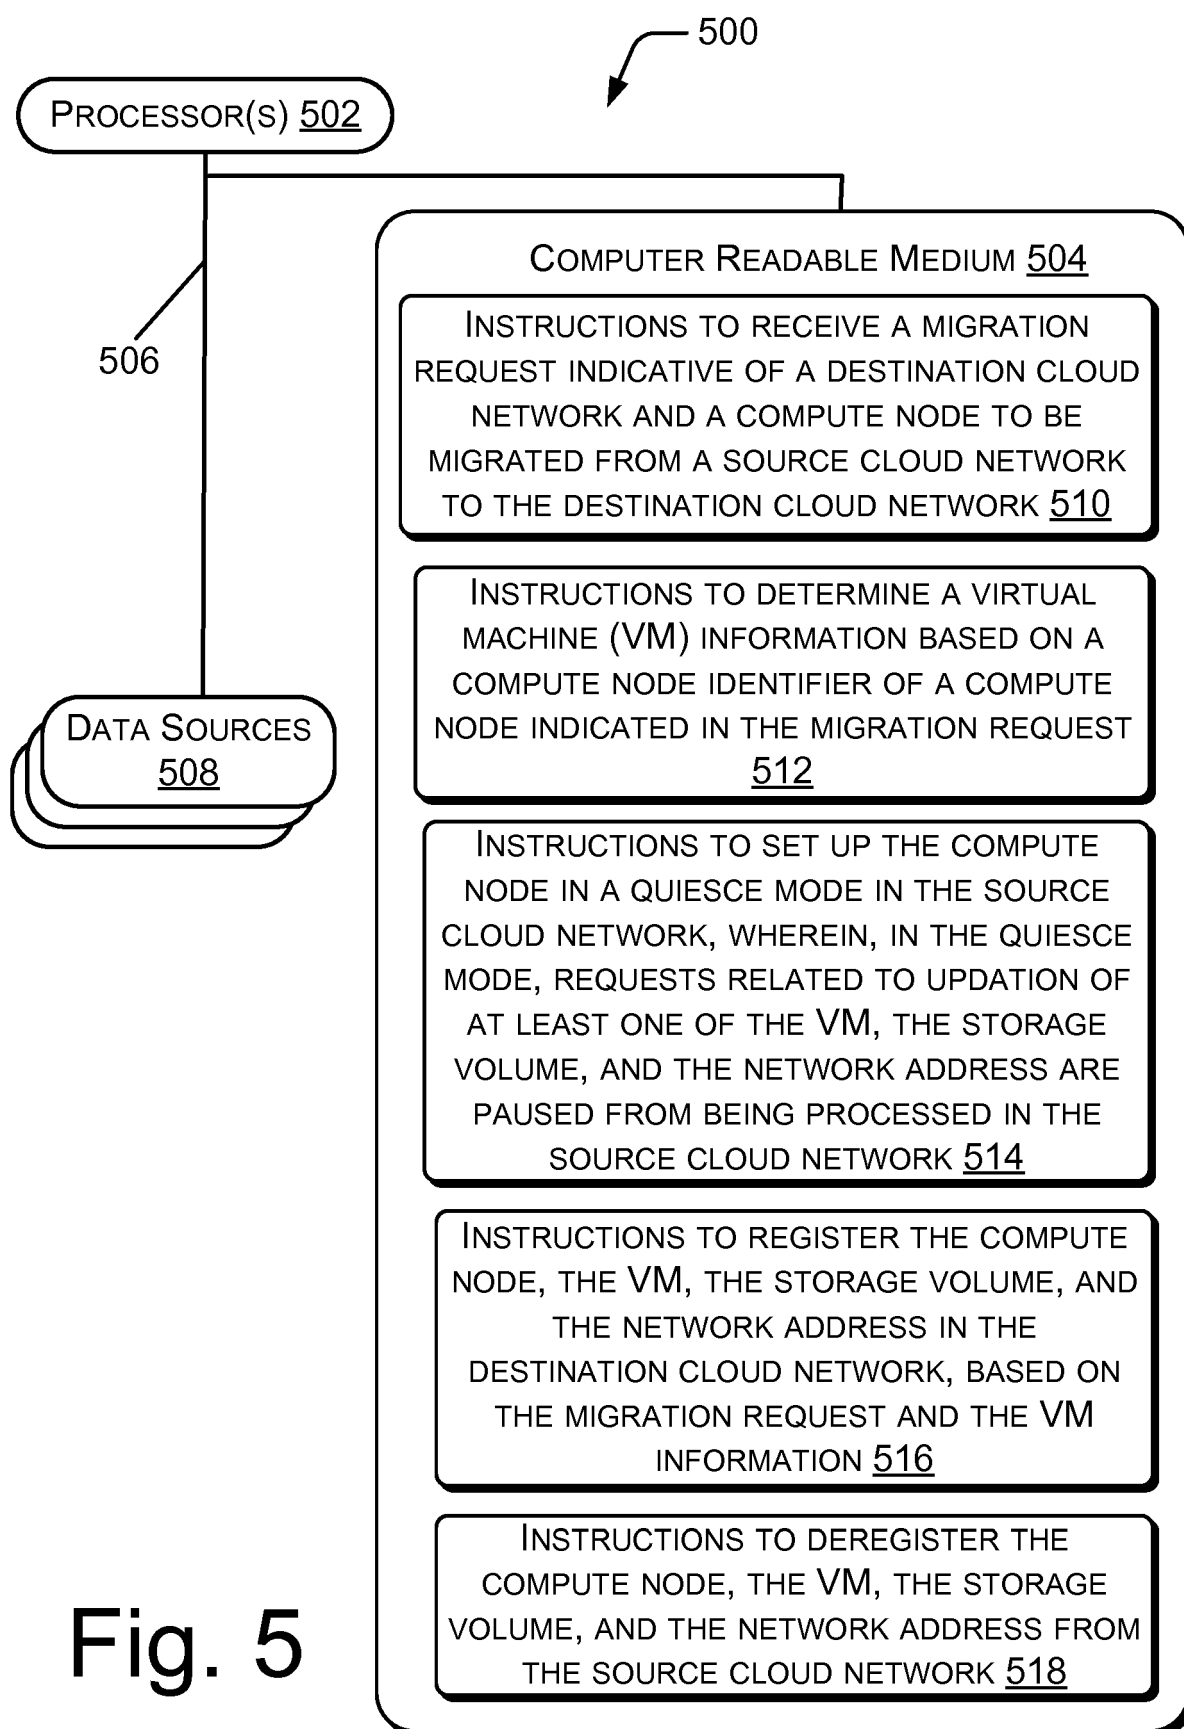 500
PROCESSOR(S) 502
COMPUTER READABLE MEDIUM 504
INSTRUCTIONS TO RECEIVE A MIGRATION
REQUEST INDICATIVE OF A DESTINATION CLOUD
NETWORK AND A COMPUTE NODE TO BE
MIGRATED FROM A SOURCE CLOUD NETWORK
TO THE DESTINATION CLOUD NETWORK 510
506
INSTRUCTIONS TO DETERMINE A VIRTUAL
MACHINE (VM) INFORMATION BASED ON A
COMPUTE NODE IDENTIFIER OF A COMPUTE
NODE INDICATED IN THE MIGRATION REQUEST
512
DATA SOURCES
508
INSTRUCTIONS TO SET UP THE COMPUTE
NODE IN A QUIESCE MODE IN THE SOURCE
CLOUD NETWORK, WHEREIN, IN THE QUIESCE
MODE, REQUESTS RELATED TO UPDATION OF
AT LEAST ONE OF THE VM, THE STORAGE
VOLUME, AND THE NETWORK ADDRESS ARE
PAUSED FROM BEING PROCESSED IN THE
SOURCE CLOUD NETWORK 514
INSTRUCTIONS TO REGISTER THE COMPUTE
NODE, THE VM, THE STORAGE VOLUME, AND
THE NETWORK ADDRESS IN THE
DESTINATION CLOUD NETWORK, BASED ON
THE MIGRATION REQUEST AND THE VM
INFORMATION 516
INSTRUCTIONS TO DEREGISTER THE
COMPUTE NODE, THE VM, THE STORAGE
VOLUME, AND THE NETWORK ADDRESS FROM
THE SOURCE CLOUD NETWORK 518
Fig. 5